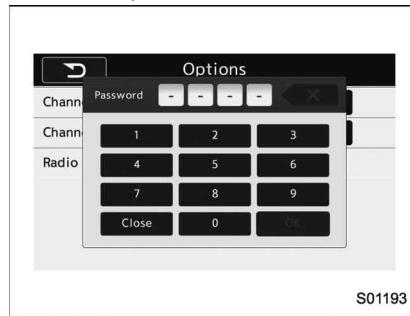 Options
Password - - - -
Chann
Chann
Radio
1 2 3
4 5 6
7 8 9
Close 0 OK
S01193